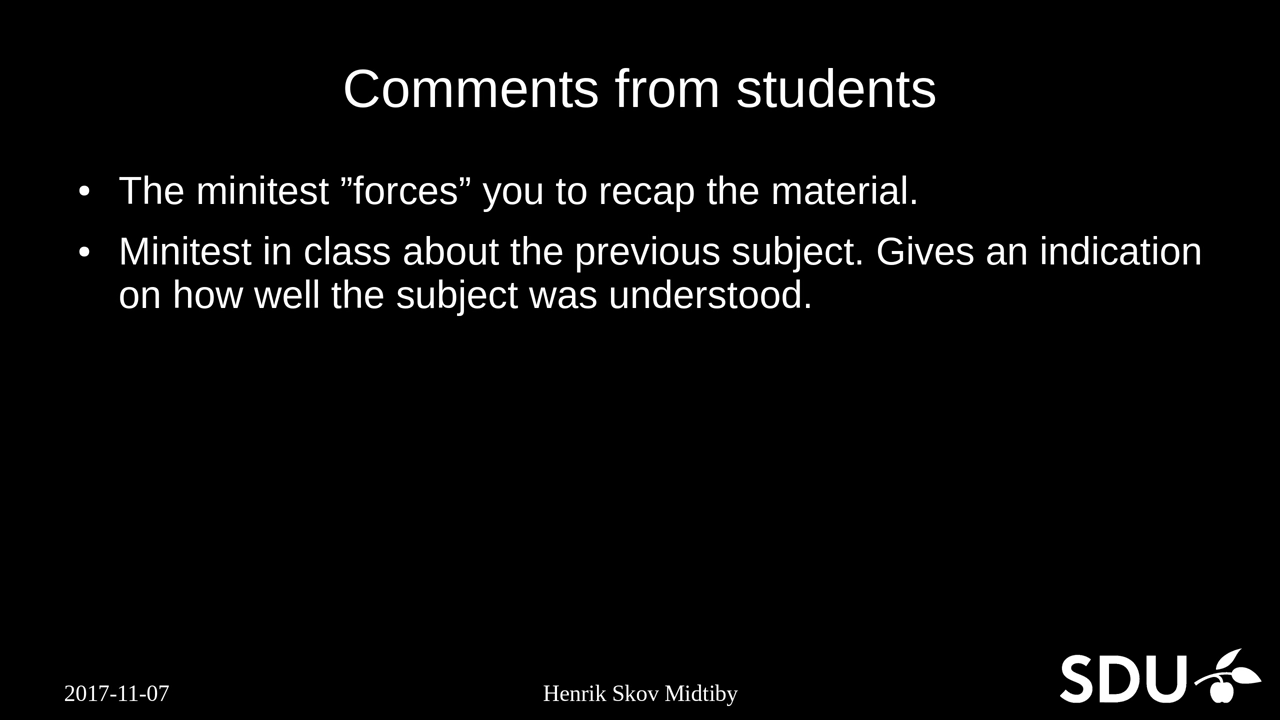 Comments from students
• The minitest ”forces” you to recap the material.
• Minitest in class about the previous subject. Gives an indication
on how well the subject was understood.
2017-11-07
Henrik Skov Midtiby
SDU